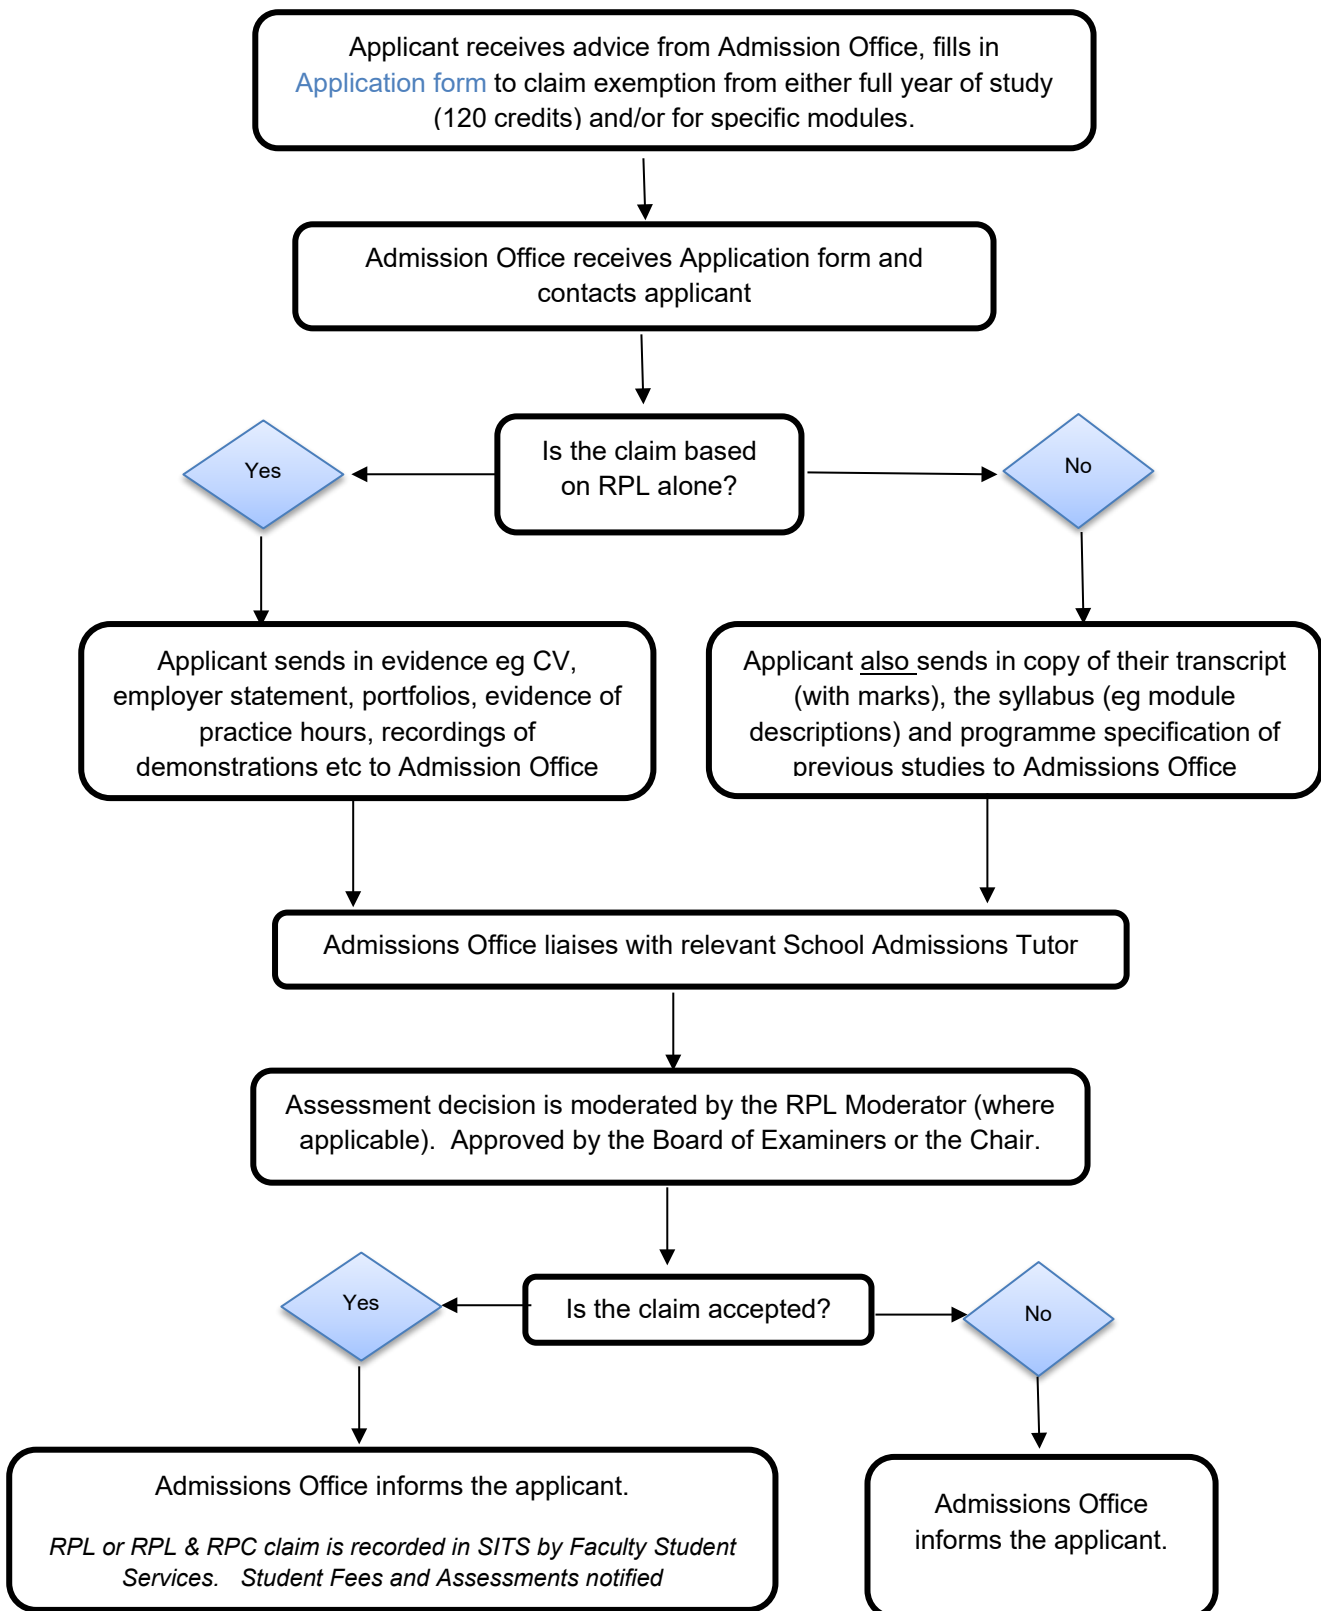 Applicant receives advice from Admission Office, fills in
Application form to claim exemption from either full year of study
(120 credits) and/or for specific modules.
Admission Office receives Application form and
contacts applicant
Is the claim based
on RPL alone?
Yes
No
Applicant sends in evidence eg CV,
employer statement, portfolios, evidence of
practice hours, recordings of
demonstrations etc to Admission Office
Applicant also sends in copy of their transcript
(with marks), the syllabus (eg module
descriptions) and programme specification of
previous studies to Admissions Office
Admissions Office liaises with relevant School Admissions Tutor
Assessment decision is moderated by the RPL Moderator (where
applicable).  Approved by the Board of Examiners or the Chair.
Is the claim accepted?
Yes
No
Admissions Office informs the applicant.
RPL or RPL & RPC claim is recorded in SITS by Faculty Student
Services.   Student Fees and Assessments notified
Admissions Office
informs the applicant.